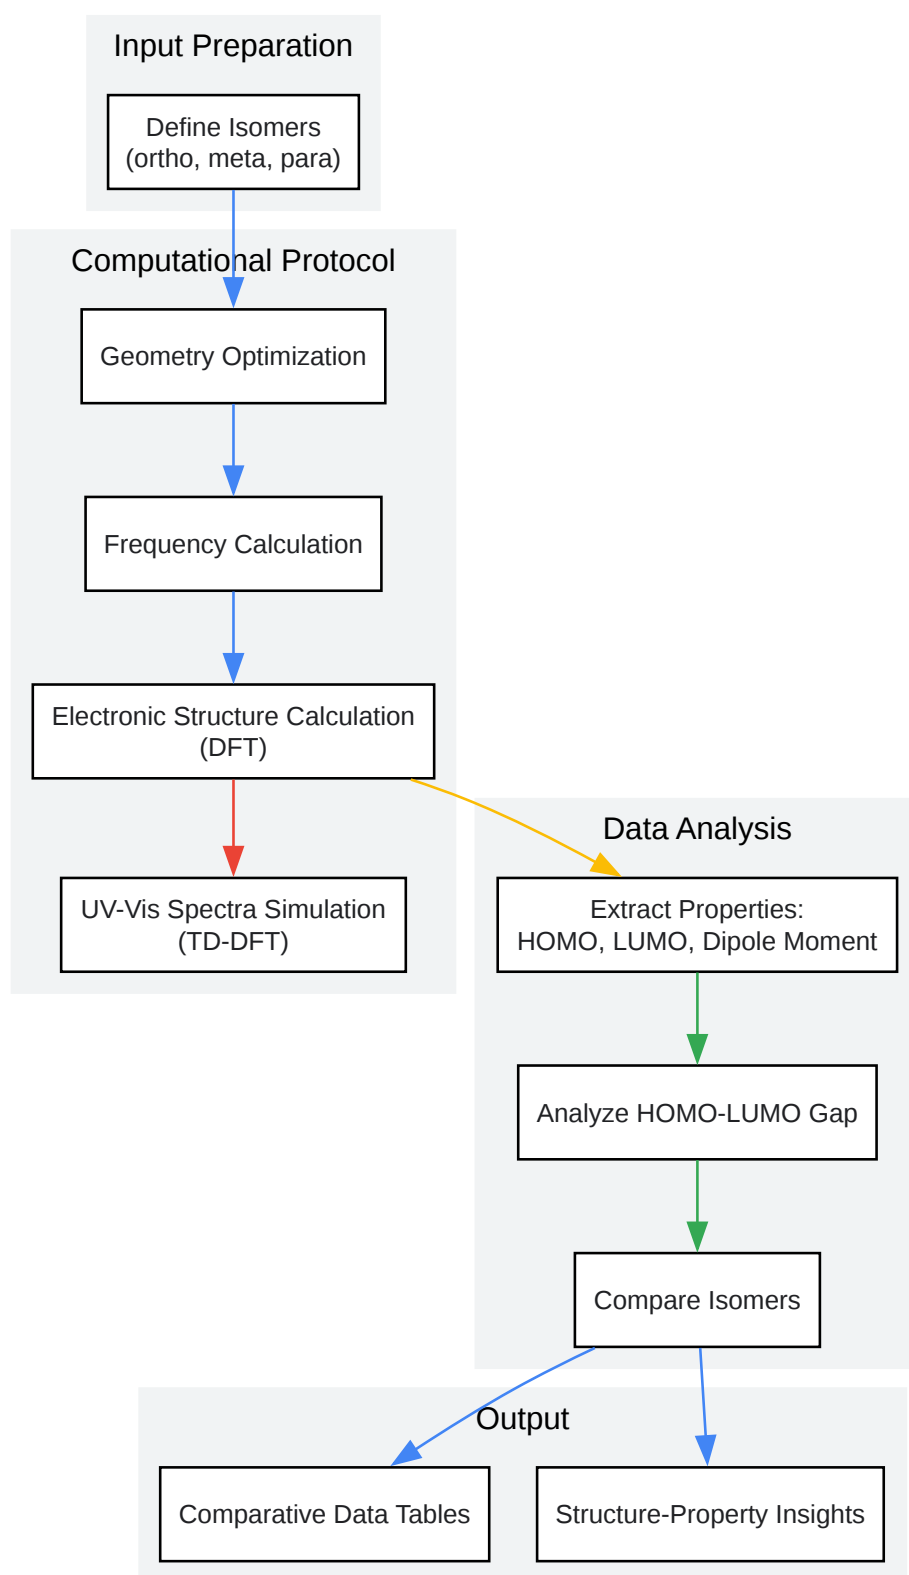 Input Preparation
Define Isomers
(ortho, meta, para)
Computational Protocol
Geometry Optimization
Frequency Calculation
Electronic Structure Calculation
(DFT)
UV-Vis Spectra Simulation
(TD-DFT)
Data Analysis
Extract Properties:
HOMO, LUMO, Dipole Moment
Analyze HOMO-LUMO Gap
Compare Isomers
Output
Comparative Data Tables
Structure-Property Insights